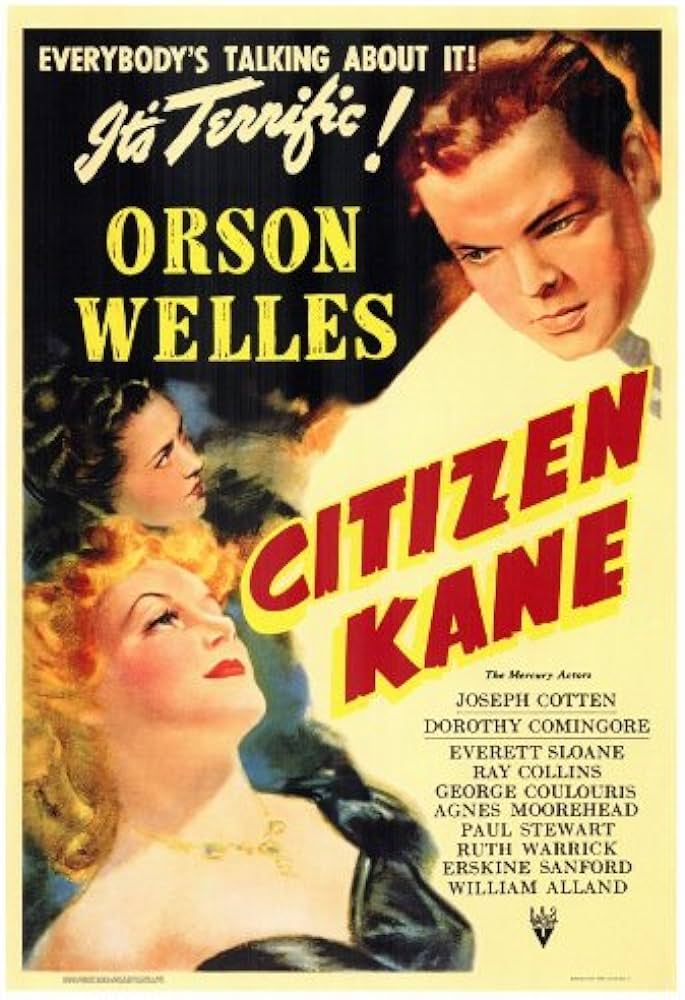 EVERYBODY'S TALKING ABOUT IT!
It's Terrific!
ORSON
WELLES
CITIZEN
KANE
The Mercury Actors
JOSEPH COTTEN
DOROTHY COMINGORE
EVERETT SLOANE
RAY COLLINS
GEORGE COULOURIS
AGNES MOOREHEAD
PAUL STEWART
RUTH WARRICK
ERSKINE SANFORD
WILLIAM ALLAND